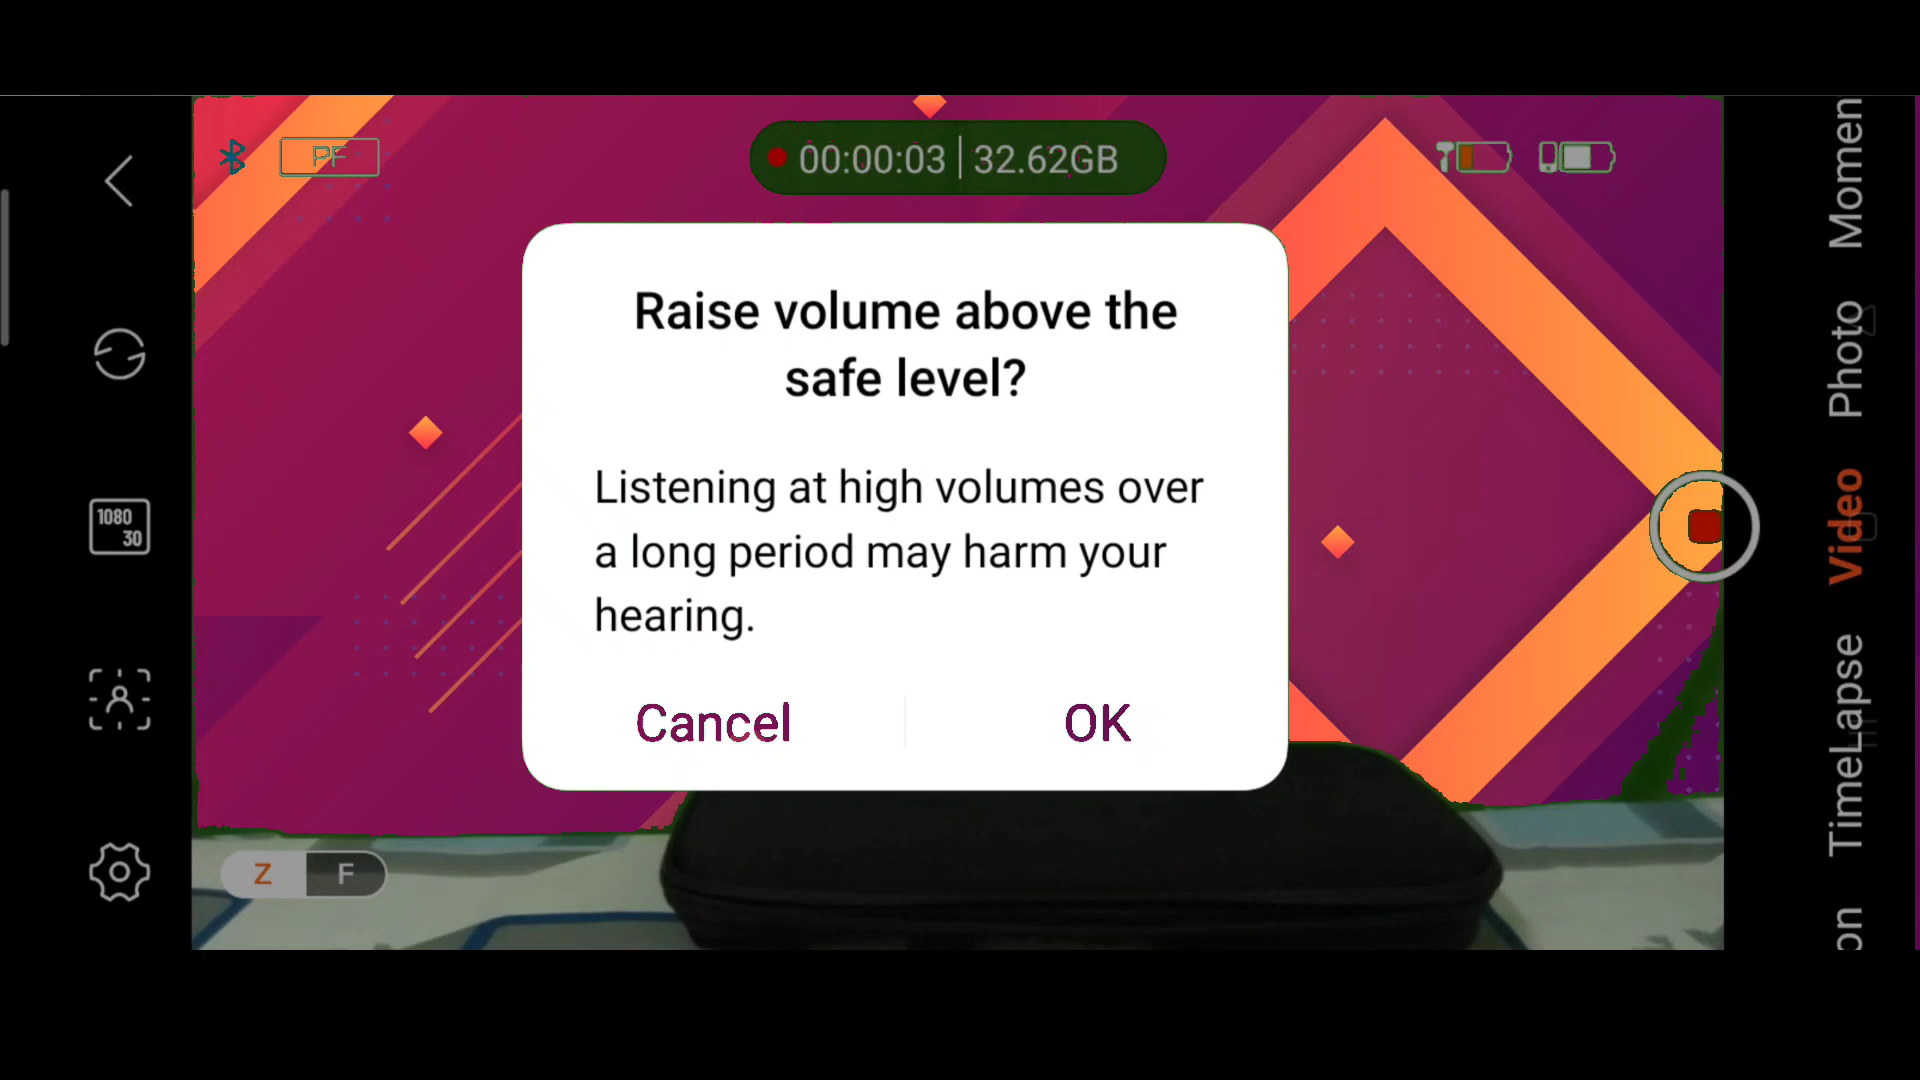 PF
00:00:03 | 32.62GB
1080
30
Raise volume above the
safe level?
Listening at high volumes over
a long period may harm your
hearing.
Cancel
OK
Z
F
Momen
Photo
Video
TimeLapse
on